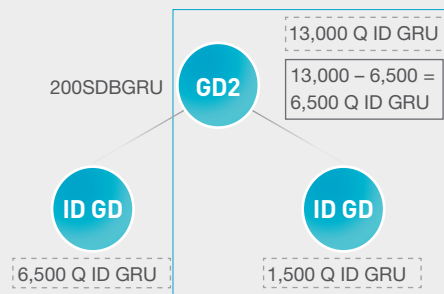 13,000 Q ID GRU
200SDBGRU
GD2
13,000 – 6,500 =
6,500 Q ID GRU
ID GD
ID GD
6,500 Q ID GRU
1,500 Q ID GRU